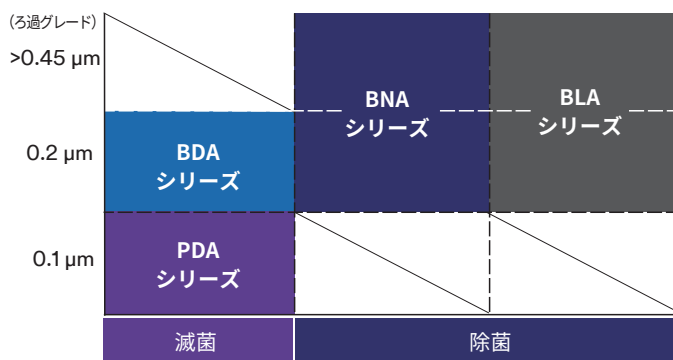 (ろ過グレード)
>0.45 μm
0.2 μm
0.1 μm
BDA
シリーズ
PDA
シリーズ
BNA
シリーズ
BLA
シリーズ
滅菌
除菌